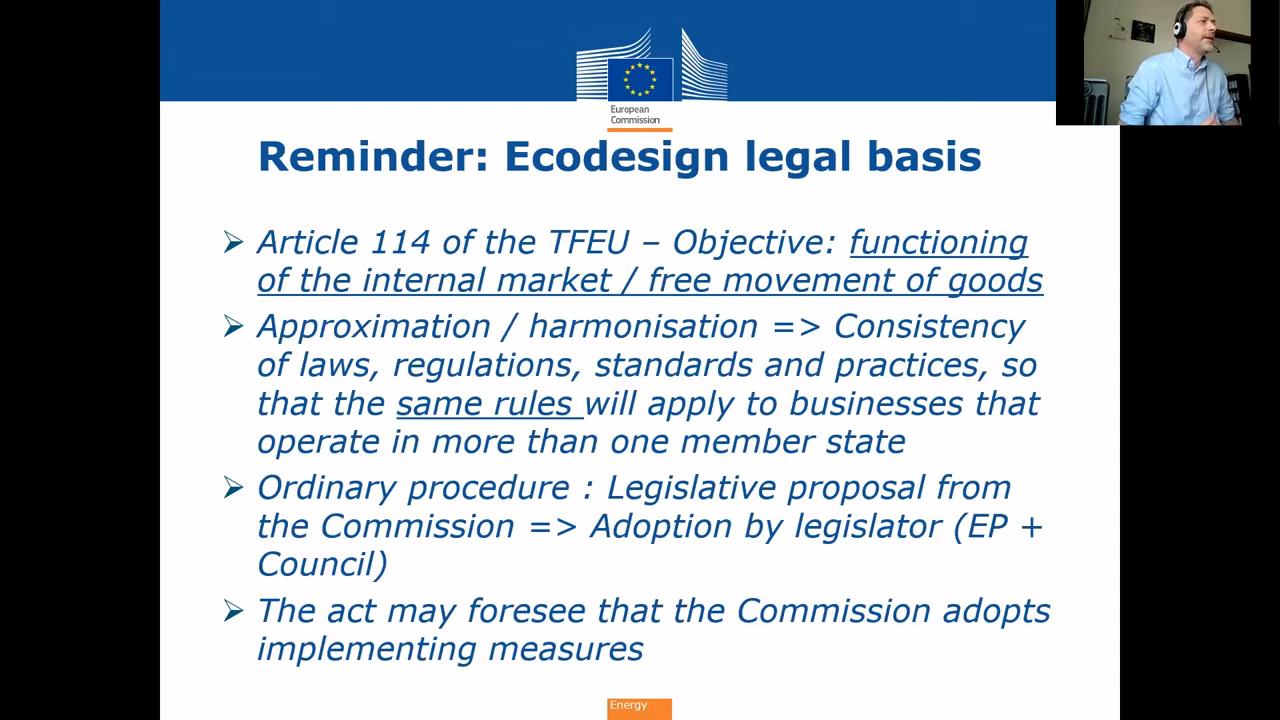 European
Commission
Reminder: Ecodesign legal basis
Article 114 of the TFEU – Objective: functioning
of the internal market / free movement of goods
Approximation / harmonisation => Consistency
of laws, regulations, standards and practices, so
that the same rules will apply to businesses that
operate in more than one member state
Ordinary procedure : Legislative proposal from
the Commission => Adoption by legislator (EP +
Council)
The act may foresee that the Commission adopts
implementing measures
Energy